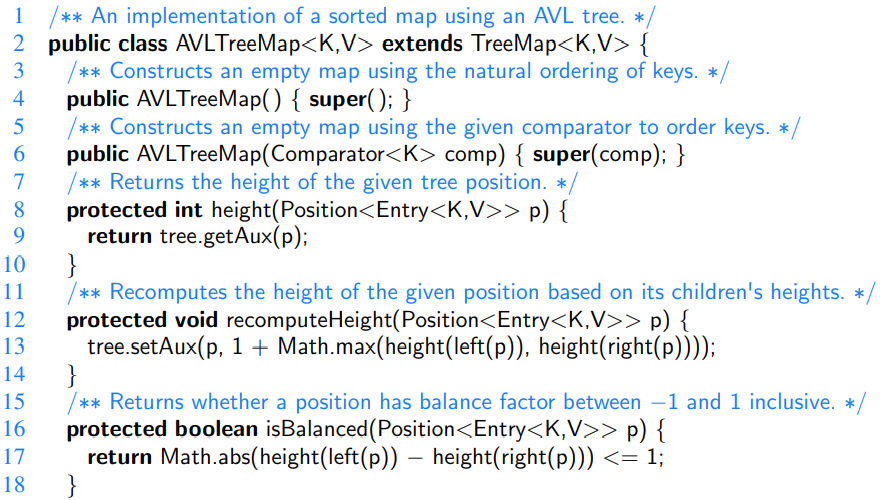 1 /** An implementation of a sorted map using an AVL tree. */
2 public class AVLTreeMap<K,V> extends TreeMap<K,V> {
3 /** Constructs an empty map using the natural ordering of keys. */
4 public AVLTreeMap( ) { super( ); }
5 /** Constructs an empty map using the given comparator to order keys. */
6 public AVLTreeMap(Comparator<K> comp) { super(comp); }
7 /** Returns the height of the given tree position. */
8 protected int height(Position<Entry<K,V>> p) {
9 return tree.getAux(p);
10 }
11 /** Recomputes the height of the given position based on its children's heights. */
12 protected void recomputeHeight(Position<Entry<K,V>> p) {
13 tree.setAux(p, 1 + Math.max(height(left(p)), height(right(p))));
14 }
15 /** Returns whether a position has balance factor between −1 and 1 inclusive. */
16 protected boolean isBalanced(Position<Entry<K,V>> p) {
17 return Math.abs(height(left(p)) − height(right(p))) <= 1;
18 }